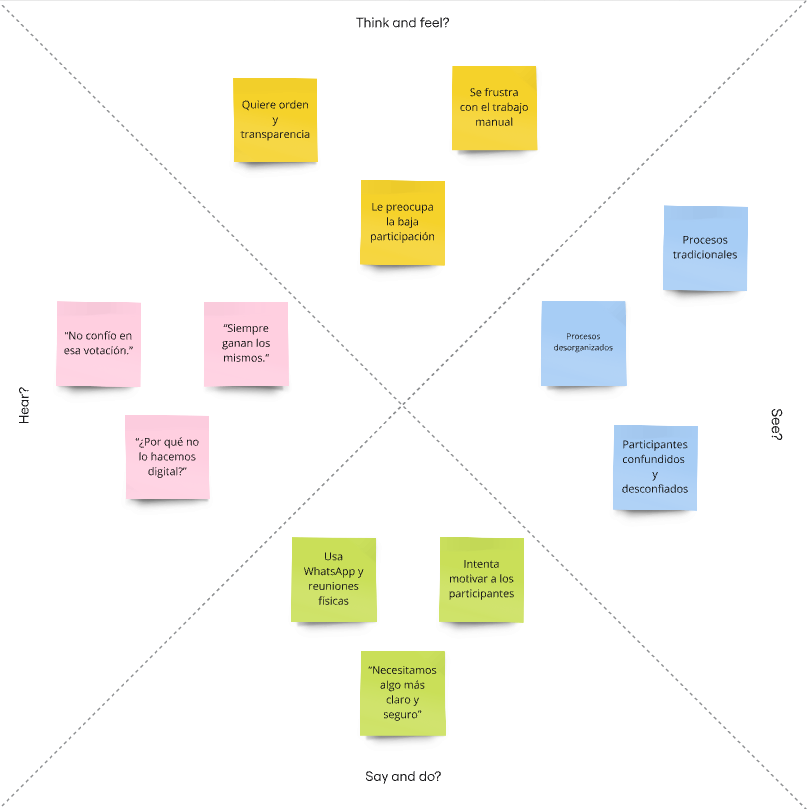 Think and feel?
Quiere orden
y
transparencia
Se frustra
con el trabajo
manual
Le preocupa
la baja
participación
Procesos
tradicionales
Procesos
desorganizados
Participantes
confundidos
y
desconfiados
See?
Hear?
“No confío en
esa votación.”
“Siempre
ganan los
mismos.”
“¿Por qué no
lo hacemos
digital?”
Usa
WhatsApp y
reuniones
físicas
Intenta
motivar a los
participantes
“Necesitamos
algo más
claro y
seguro”
Say and do?